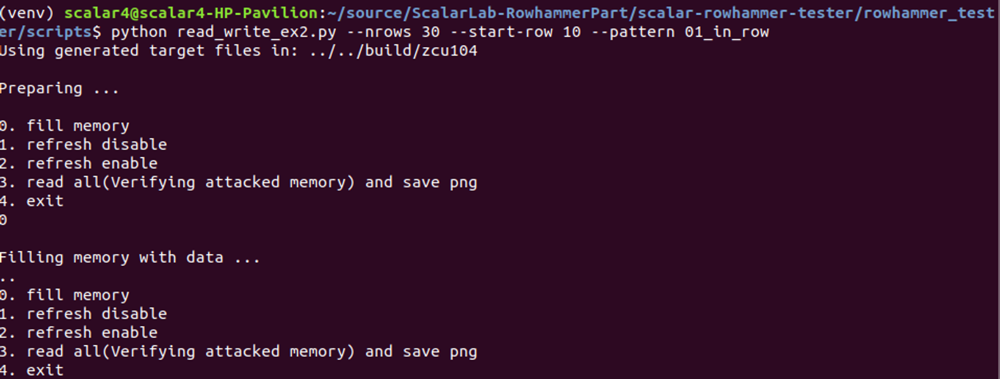 (venv) scalar4@scalar4-HP-Pavilion:~/source/ScalarLab-RowhammerPart/scalar-rowhammer-tester/rowhammer_test
er/scripts$ python read_write_ex2.py --nrows 30 --start-row 10 --pattern 01_in_row
Using generated target files in: ../../build/zcu104
Preparing ...
0. fill memory
1. refresh disable
2. refresh enable
3. read all(Verifying attacked memory) and save png
4. exit
0
Filling memory with data ...
..
0. fill memory
1. refresh disable
2. refresh enable
3. read all(Verifying attacked memory) and save png
4. exit